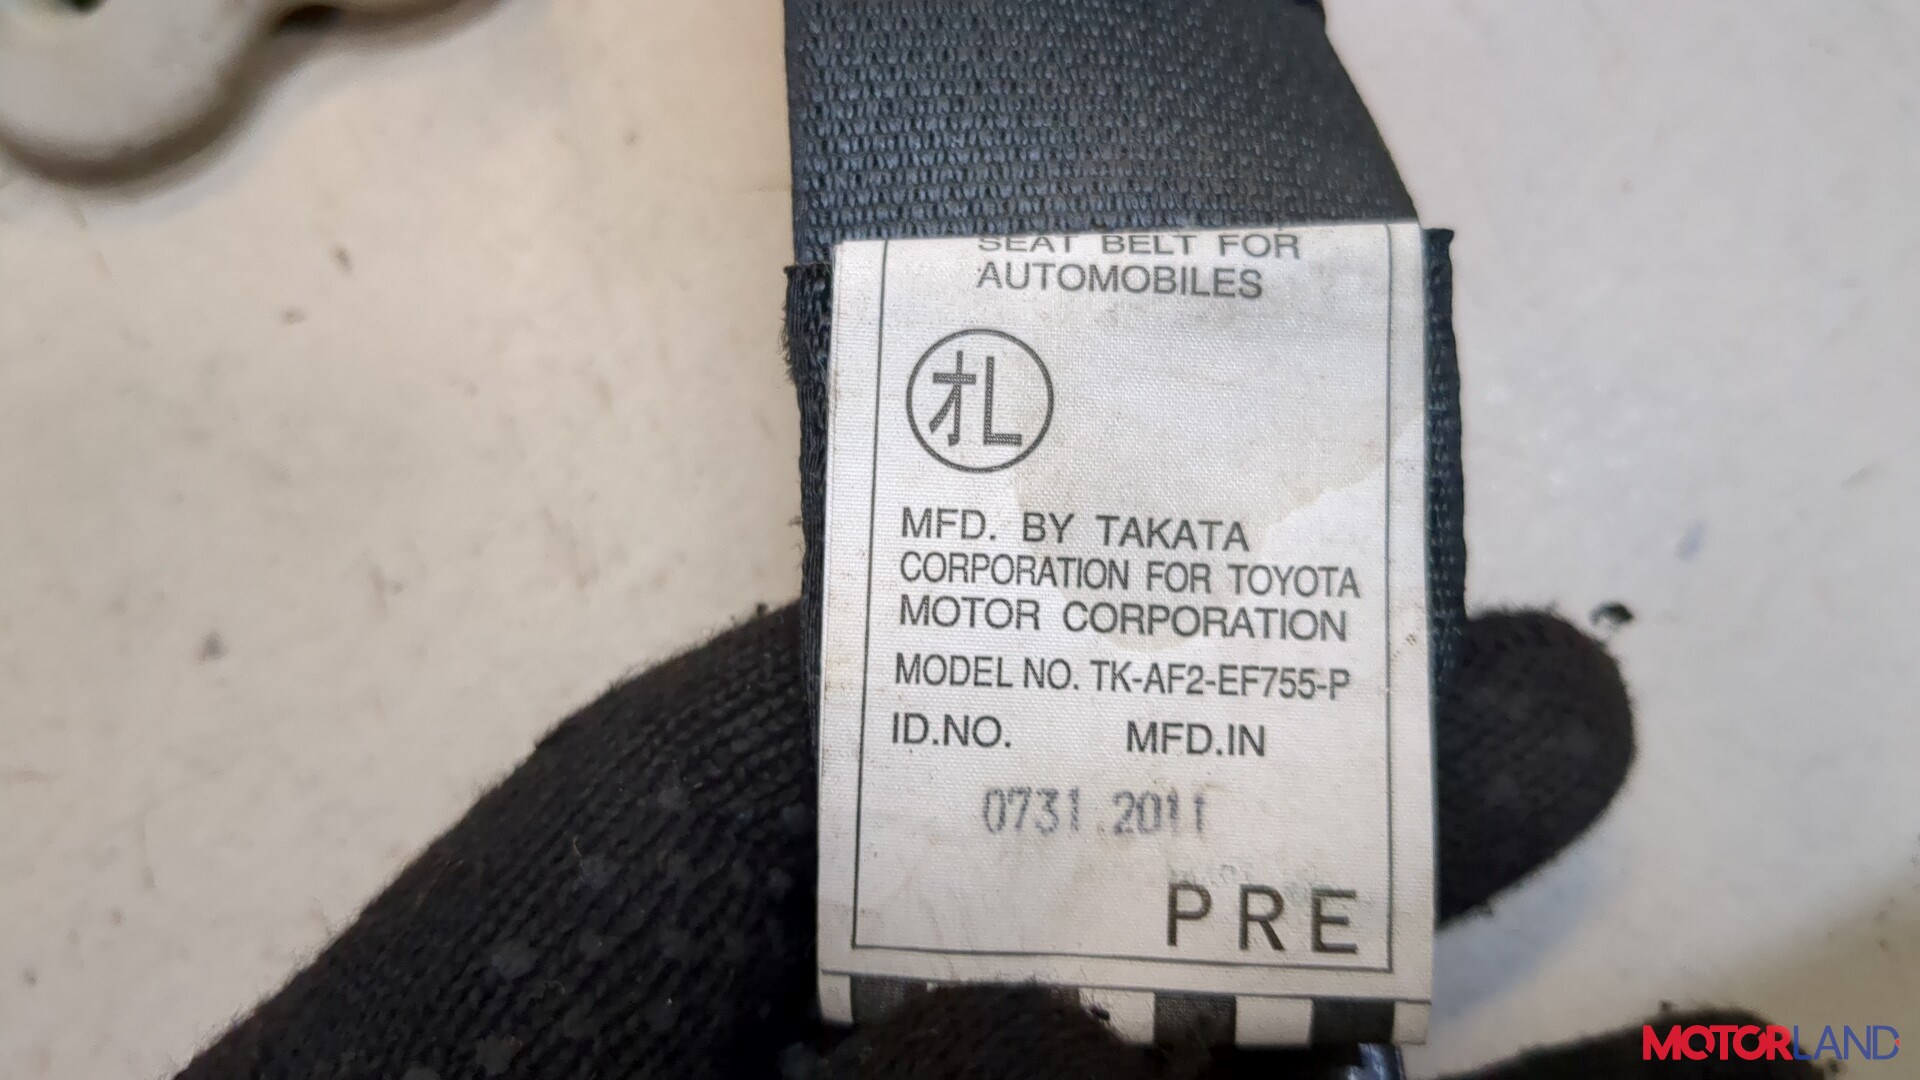 SEAT BELT FOR
AUTOMOBILES
札
MFD. BY TAKATA
CORPORATION FOR TOYOTA
MOTOR CORPORATION
MODEL NO. TK-AF2-EF755-P
ID.NO. MFD.IN
0731.2011
PRE
MOTORLAND